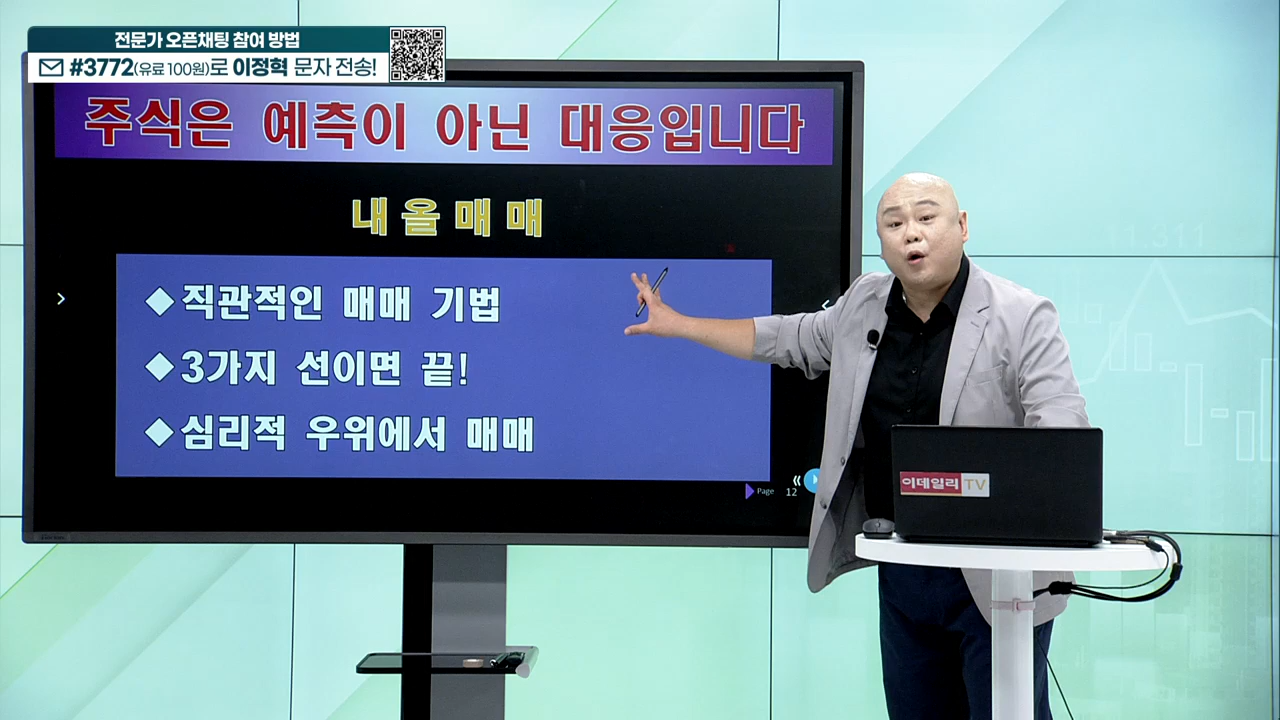 전문가 오픈채팅 참여 방법
#3772(유료 100원)로 이정혁 문자 전송!
주식은 예측이 아닌 대응입니다
내올매매
◆직관적인 매매 기법
◆3가지 선이면 끝!
◆심리적 우위에서 매매
Page 12
이데일리TV